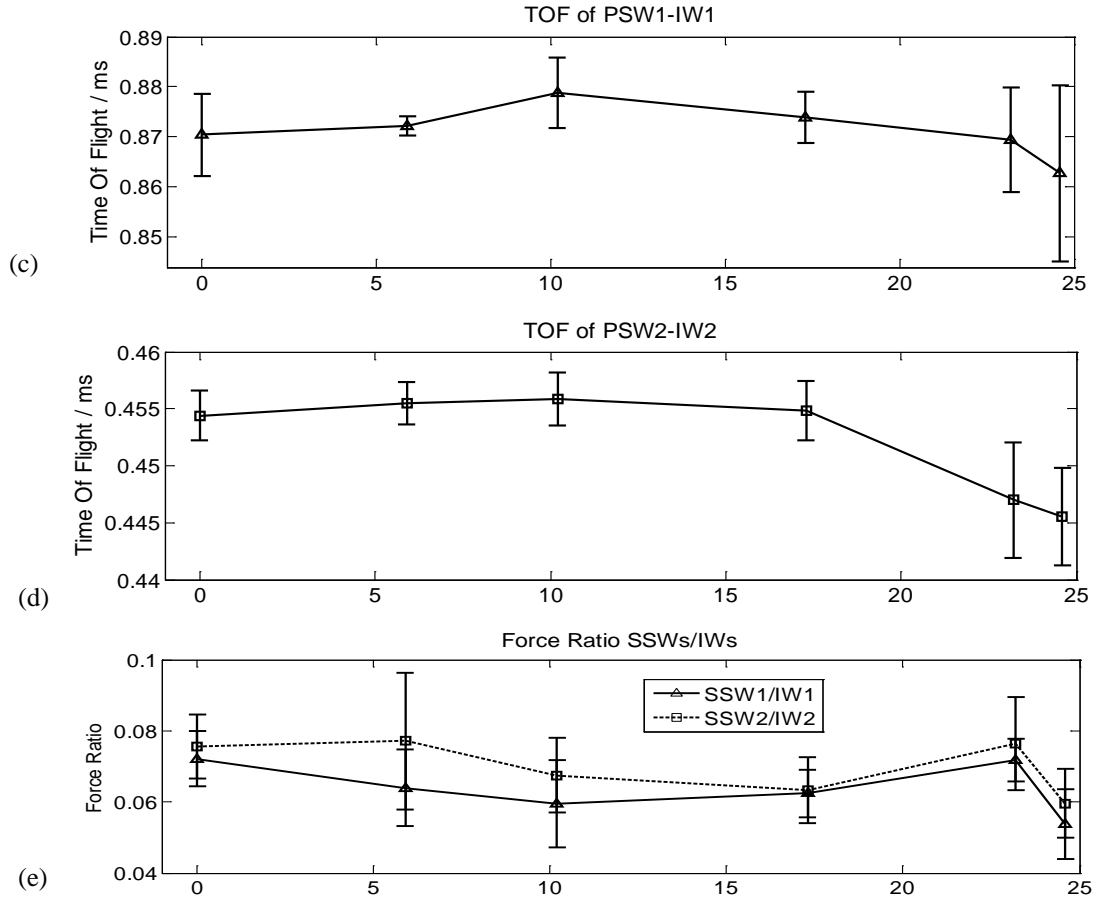 TOF of PSW1-IW1
0.89
0.88
0.87
0.86
0.85
Time Of Flight / ms
(c)
0 5 10 15 20 25
TOF of PSW2-IW2
0.46
0.455
0.45
0.445
0.44
Time Of Flight / ms
(d)
0 5 10 15 20 25
Force Ratio SSWs/IWs
0.1
0.08
0.06
0.04
Force Ratio
SSW1/IW1
SSW2/IW2
(e)
0 5 10 15 20 25